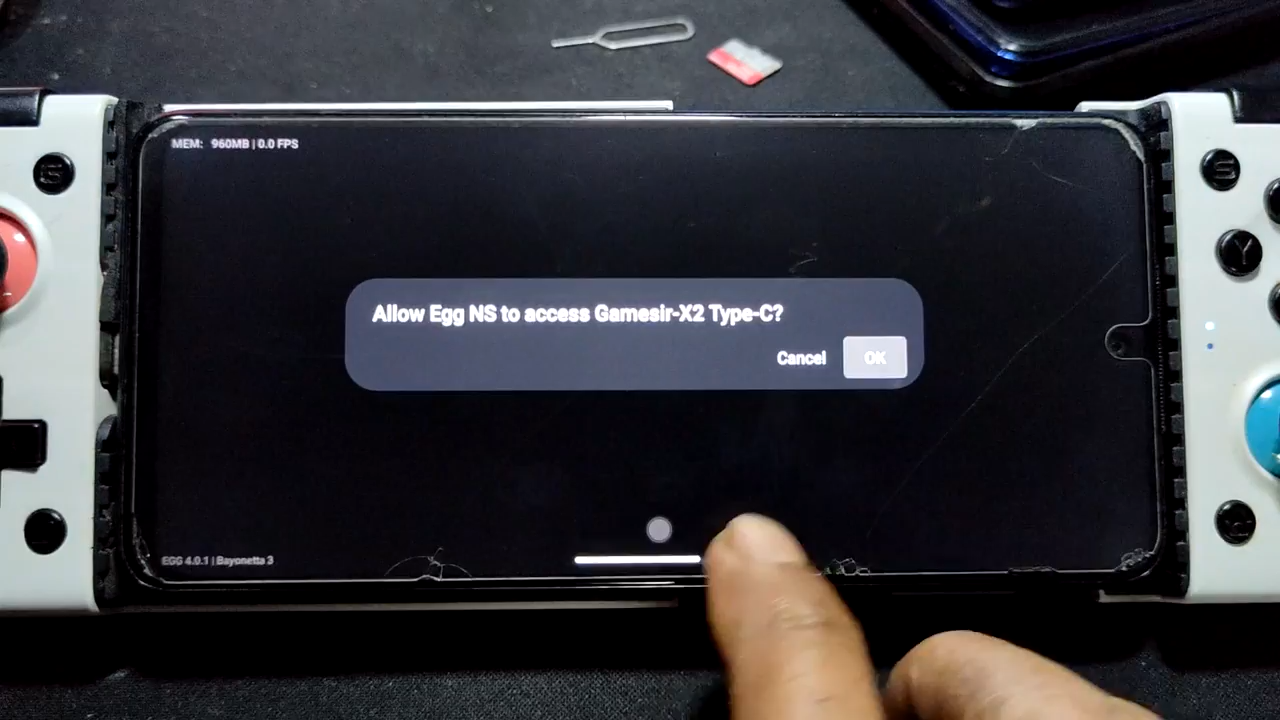 MEM: 960MB | 0.0 FPS
S
S
Y
Allow Egg NS to access Gamesir-X2 Type-C?
Cancel OK
EGG 4.0.1 | Bayonetta 3